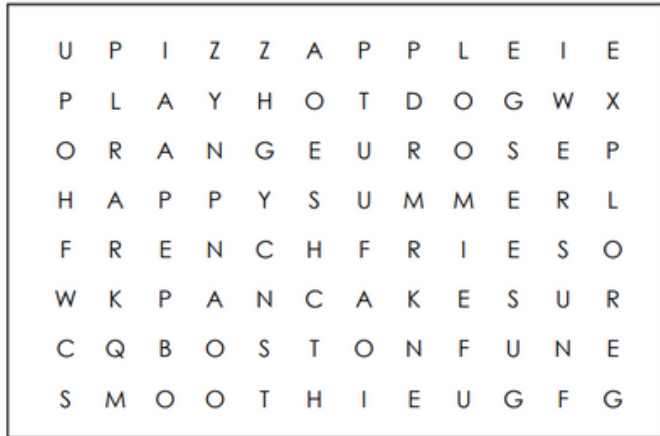 U P I Z Z A P P L E I E
P L A Y H O T D O G W X
O R A N G E U R O S E P
H A P P Y S U M M E R L
F R E N C H F R I E S O
W K P A N C A K E S U R
C Q B O S T O N F U N E
S M O O T H I E U G F G